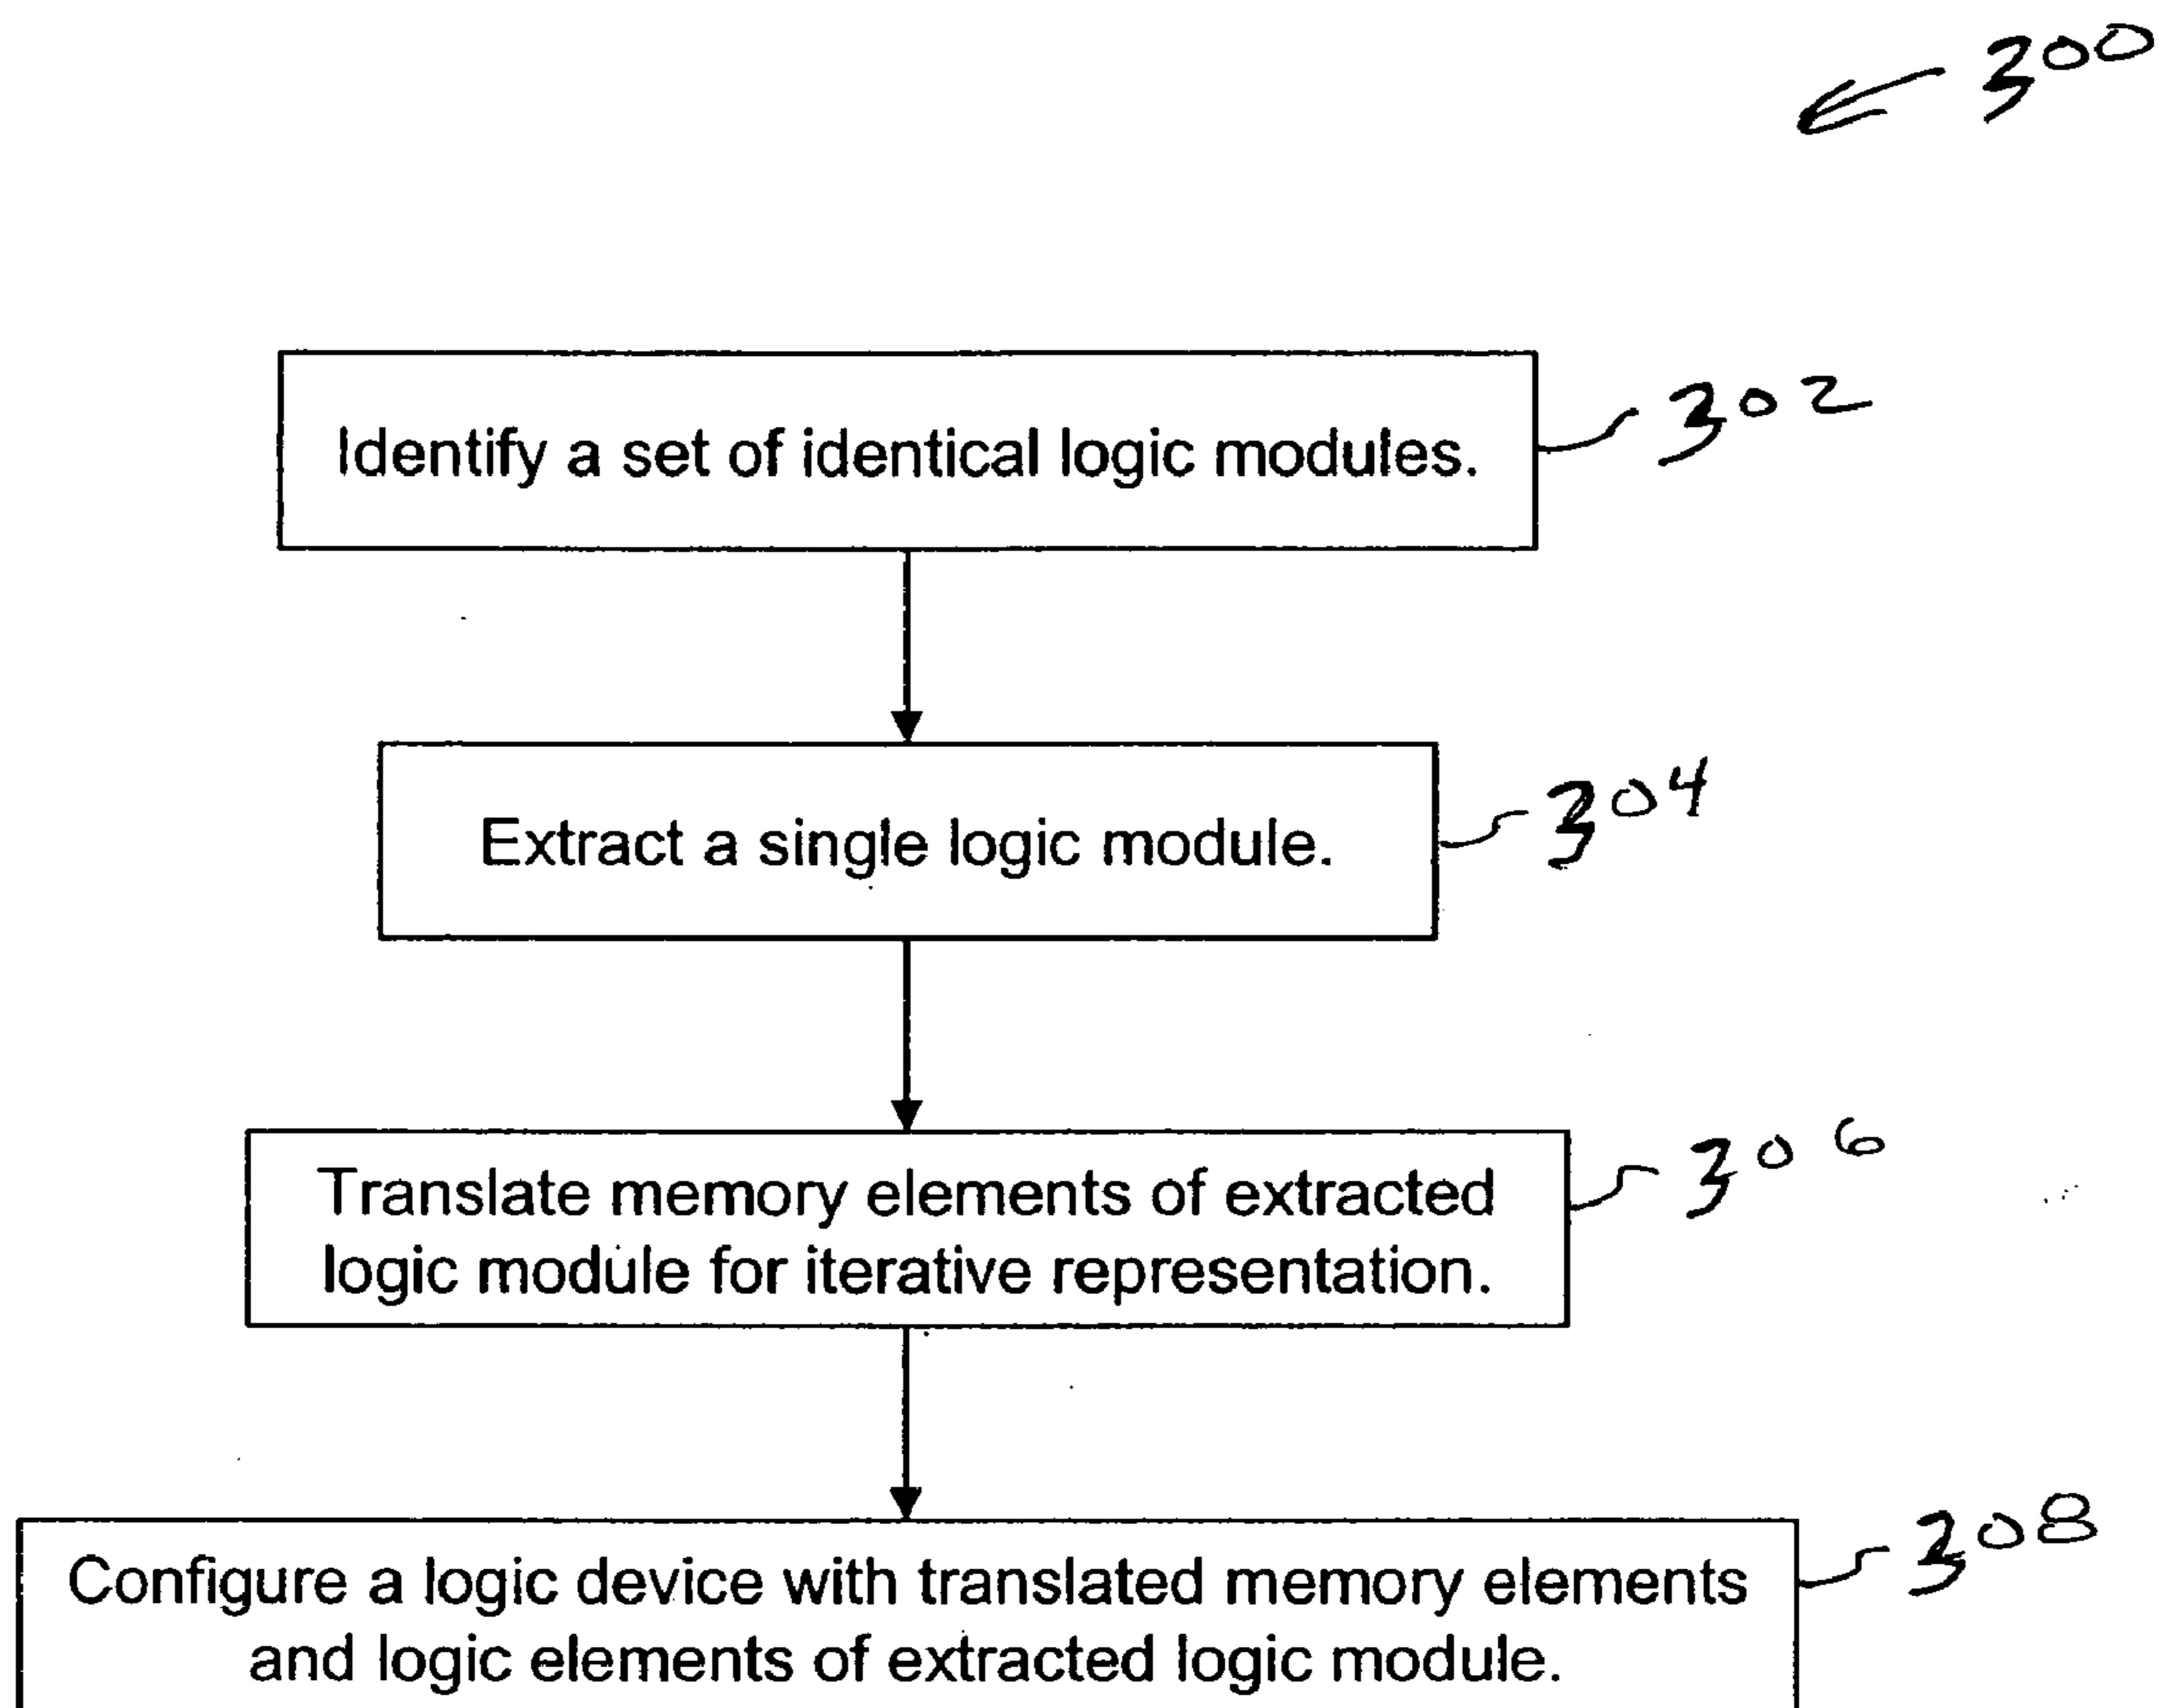 300
Identify a set of identical logic modules.
302
Extract a single logic module.
304
Translate memory elements of extracted
logic module for iterative representation.
306
Configure a logic device with translated memory elements
and logic elements of extracted logic module.
308